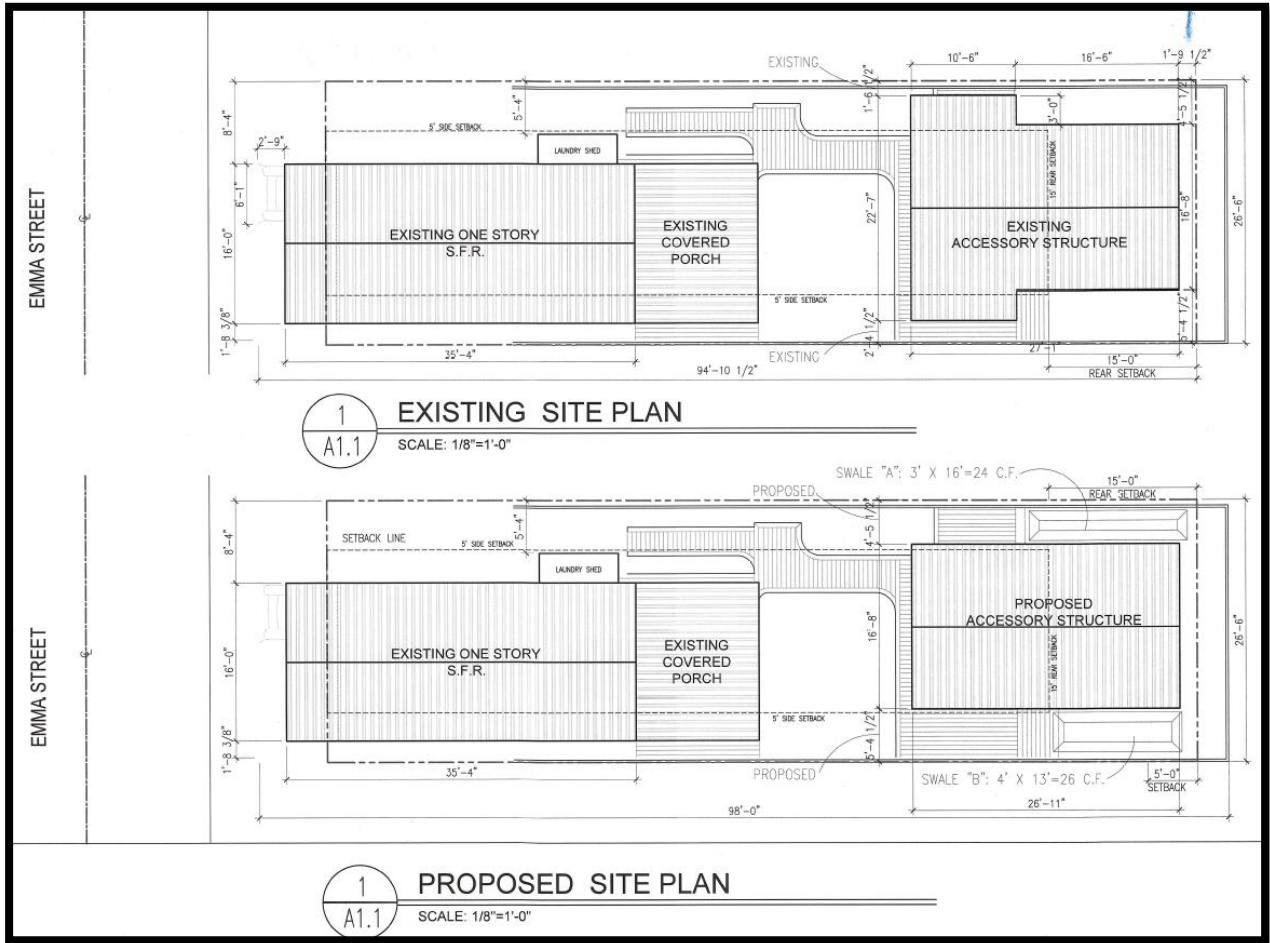 EXISTING
10'-6"
16'-6"
1'-9 1/2"
1'-6 1/2"
8'-4"
5'-4"
3'-0"
4'-5 1/2"
5' SIDE SETBACK
2'-9"
LAUNDRY SHED
15' REAR SETBACK
6'-1"
EMMA STREET
℄
16'-0"
EXISTING ONE STORY
S.F.R.
EXISTING
COVERED
PORCH
22'-7"
EXISTING
ACCESSORY STRUCTURE
16'-8"
26'-6"
5' SIDE SETBACK
1'-8 3/8"
2'-4 1/2"
5'-4 1/2"
35'-4"
EXISTING
27'-1"
15'-0"
REAR SETBACK
94'-10 1/2"
1
A1.1
EXISTING SITE PLAN
SCALE: 1/8"=1'-0"
SWALE "A": 3' X 16'=24 C.F.
PROPOSED
15'-0"
REAR SETBACK
8'-4"
5'-4"
4'-5 1/2"
SETBACK LINE
5' SIDE SETBACK
LAUNDRY SHED
EMMA STREET
℄
16'-0"
EXISTING ONE STORY
S.F.R.
EXISTING
COVERED
PORCH
16'-8"
PROPOSED
ACCESSORY STRUCTURE
15' REAR SETBACK
26'-6"
5' SIDE SETBACK
1'-8 3/8"
5'-4 1/2"
35'-4"
PROPOSED
SWALE "B": 4' X 13'=26 C.F.
5'-0"
SETBACK
26'-11"
98'-0"
1
A1.1
PROPOSED SITE PLAN
SCALE: 1/8"=1'-0"